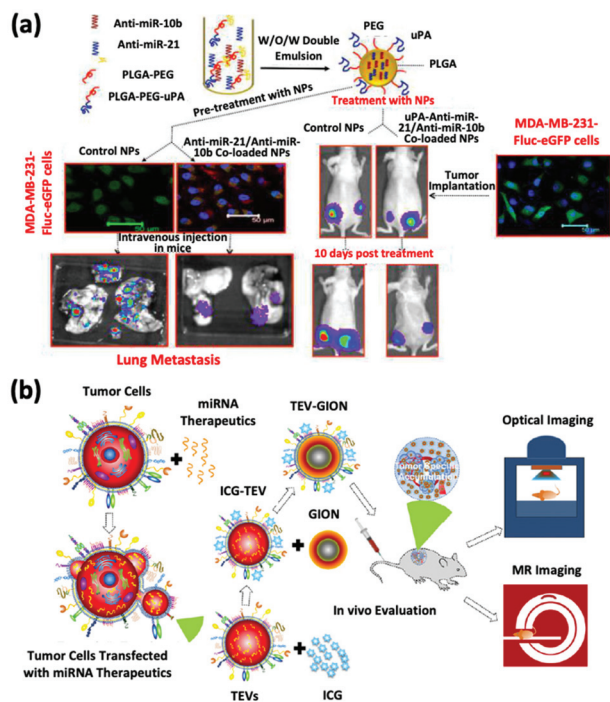 (a)
Anti-miR-10b
Anti-miR-21
PLGA-PEG
PLGA-PEG-uPA
W/O/W Double
Emulsion
PEG
uPA
PLGA
Pre-treatment with NPs
Treatment with NPs
Control NPs
Anti-miR-21/Anti-miR-
10b Co-loaded NPs
Control NPs
uPA-Anti-miR-
21/Anti-miR-10b
Co-loaded NPs
MDA-MB-231-
Fluc-eGFP cells
MDA-MB-231-
Fluc-eGFP cells
50 μm
50 μm
50 μm
Tumor
Implantation
Intravenous injection
in mice
10 days post treatment
Lung Metastasis
(b)
Tumor Cells
miRNA
Therapeutics
TEV-GION
Optical Imaging
Tumor Specific
Accumulation
ICG-TEV
GION
MR Imaging
In vivo Evaluation
Tumor Cells Transfected
with miRNA Therapeutics
TEVs
ICG